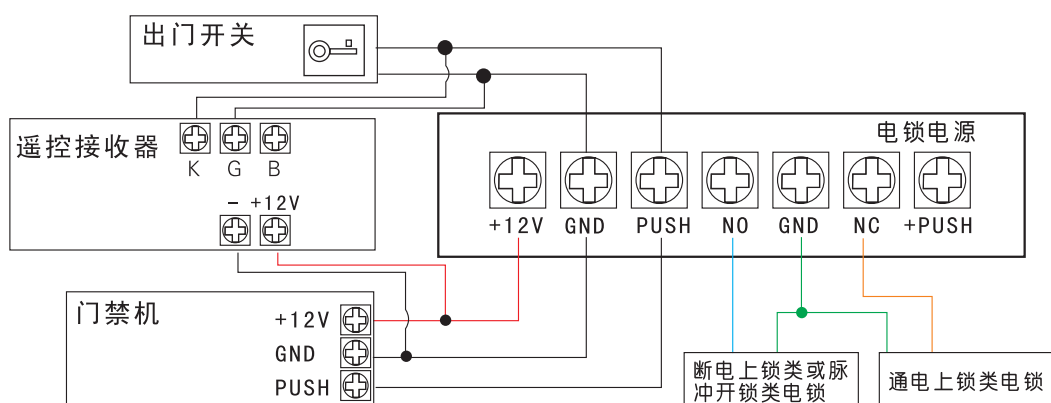 出门开关
电锁电源
遥控接收器
K G B
- +12V
+12V GND PUSH NO GND NC +PUSH
门禁机
+12V
GND
PUSH
断电上锁类或脉
冲开锁类电锁
通电上锁类电锁